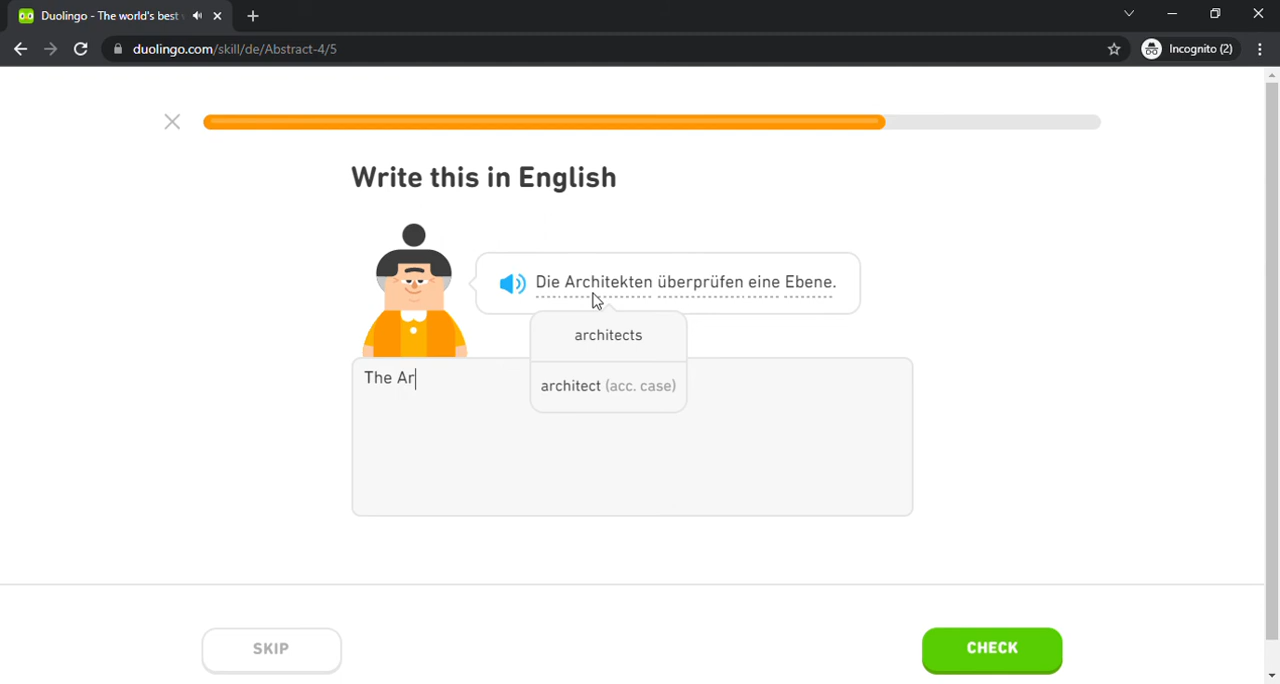 Duolingo - The world's best
duolingo.com/skill/de/Abstract-4/5
Incognito (2)
Write this in English
Die Architekten überprüfen eine Ebene.
architects
architect (acc. case)
The Ar
SKIP
CHECK